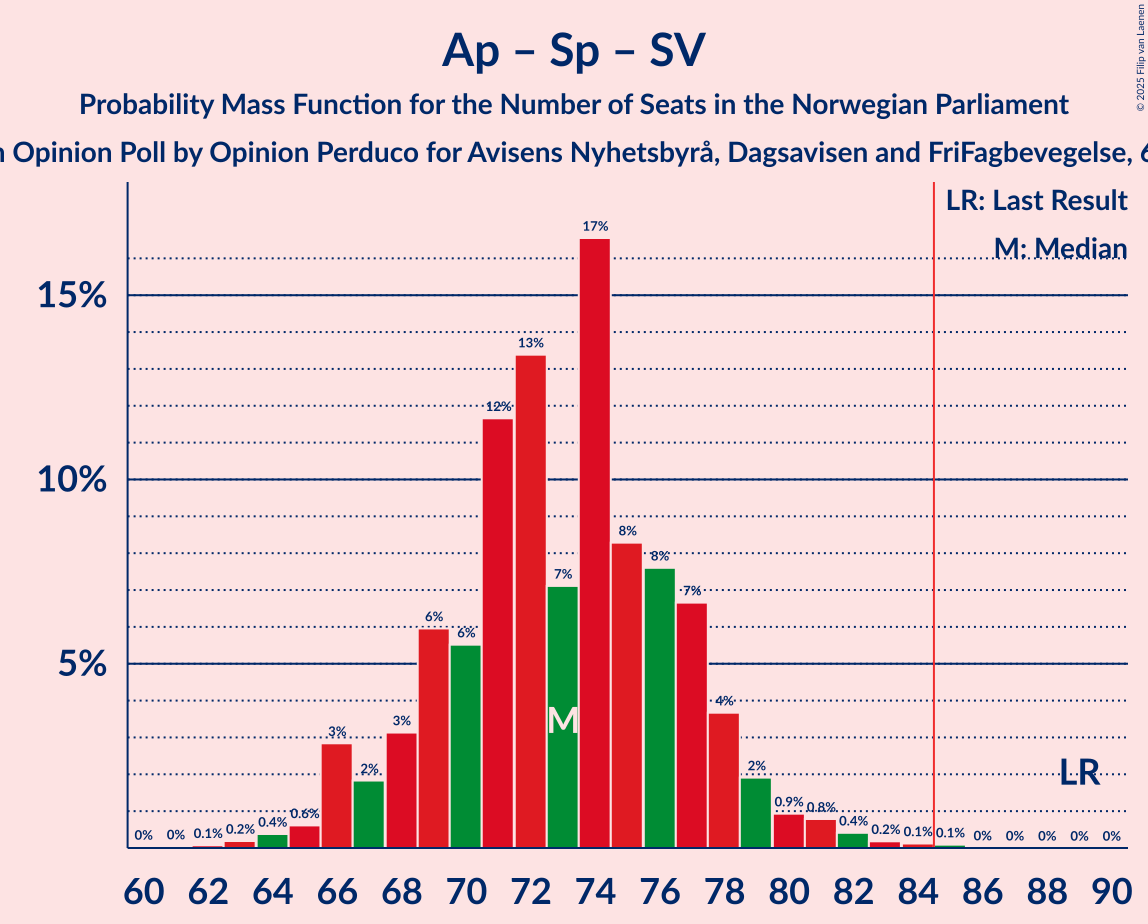 Ap – Sp – SV
Probability Mass Function for the Number of Seats in the Norwegian Parliament
Opinion Poll by Opinion Perduco for Avisens Nyhetsbyrå, Dagsavisen and FriFagbevegelse,
© 2025 Filip van Laenen
LR: Last Result
M: Median
17%
15%
13%
12%
10%
8%
8%
7%
7%
6%
6%
5%
4%
M
3%
3%
2%
2%
LR
0% 0% 0.1% 0.2% 0.4% 0.6% 0.9% 0.8% 0.4% 0.2% 0.1% 0.1% 0% 0% 0% 0% 0%
60 62 64 66 68 70 72 74 76 78 80 82 84 86 88 90